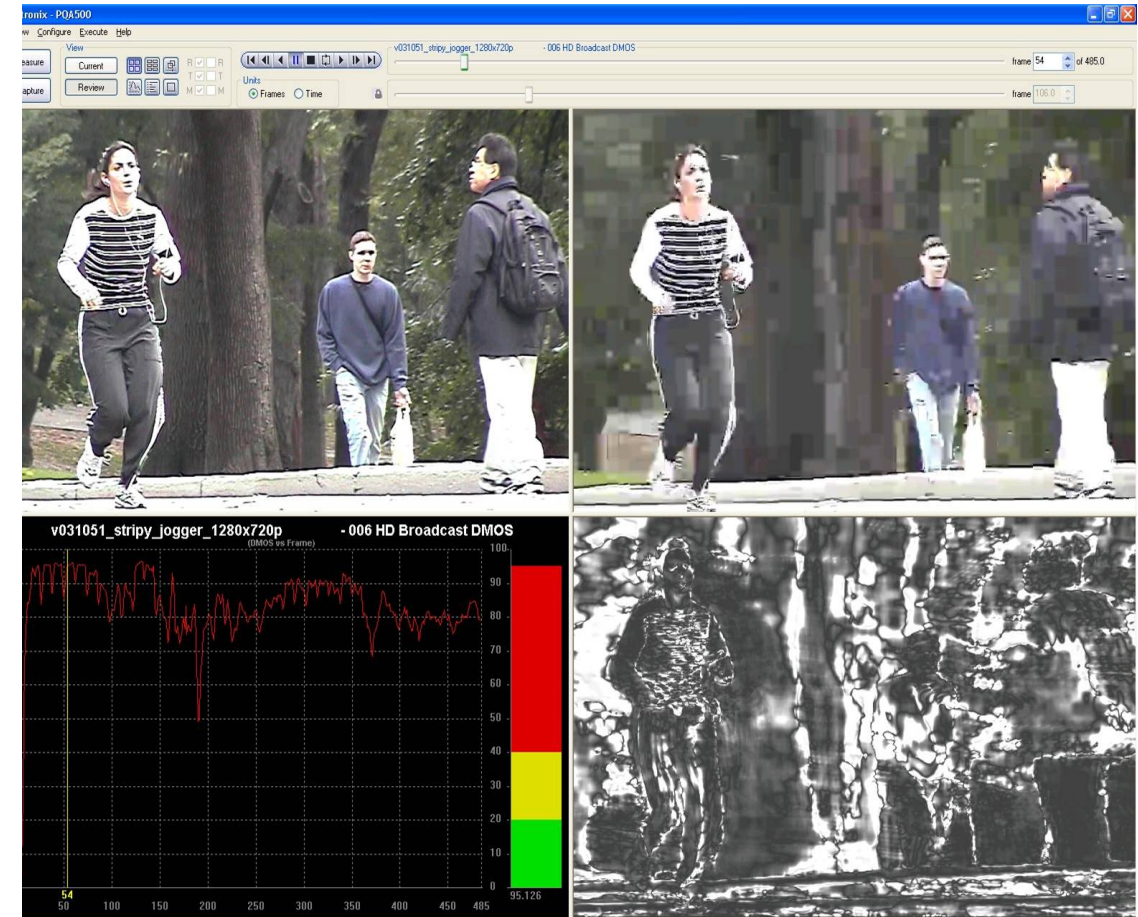 tronix - PQA500
w Configure Execute Help
easure
apture
View
Current
Review
R R
T T
M M
Units
Frames Time
v031051_stripy_jogger_1280x720p - 006 HD Broadcast DMOS
frame 54 of 485.0
frame 106.0
v031051_stripy_jogger_1280x720p - 006 HD Broadcast DMOS
(DMOS vs Frame)
100
90
80
70
60
50
40
30
20
10
0
95.126
54
50 100 150 200 250 300 350 400 450 485